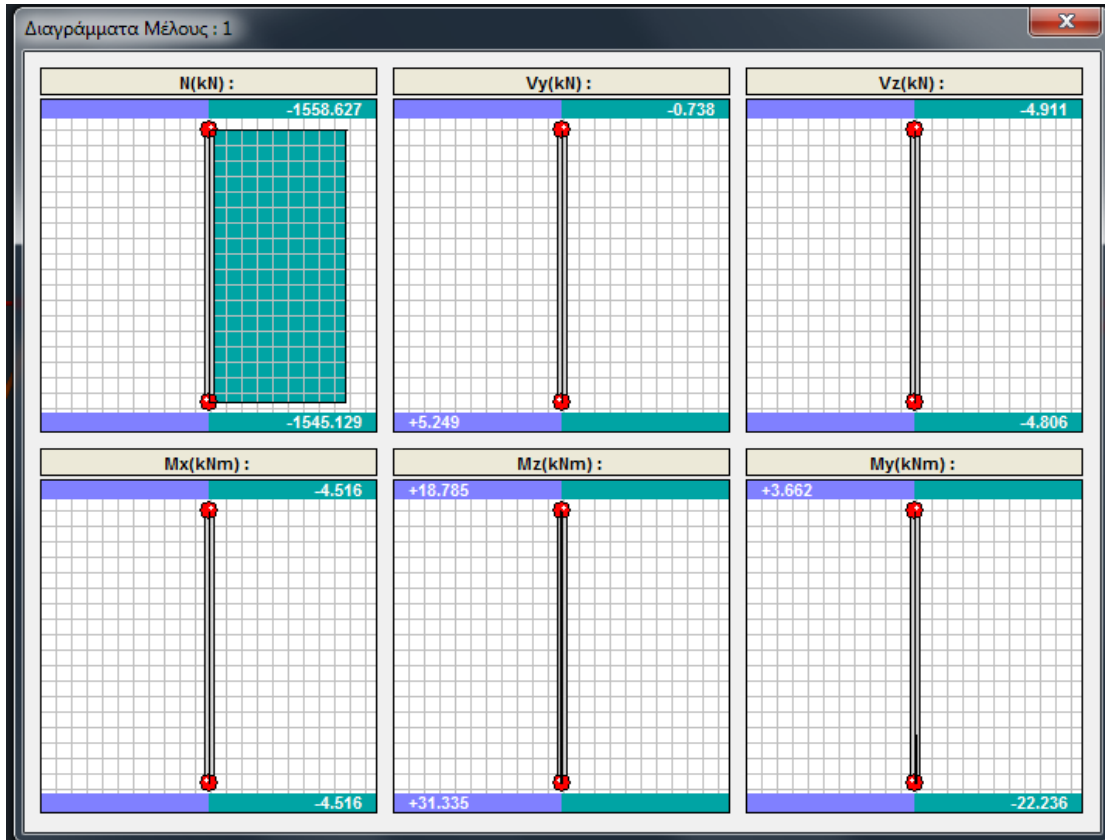 Διαγράμματα Μέλους : 1
x
N(kN) :
Vy(kN) :
Vz(kN) :
-1558.627
-0.738
-4.911
-1545.129
+5.249
-4.806
Mx(kNm) :
Mz(kNm) :
My(kNm) :
-4.516
+18.785
+3.662
-4.516
+31.335
-22.236